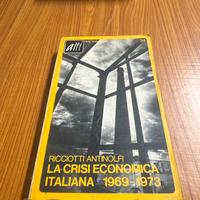 RICCIOTTI ANTINOLFI
LA CRISI ECONOMICA
ITALIANA 1969-1973